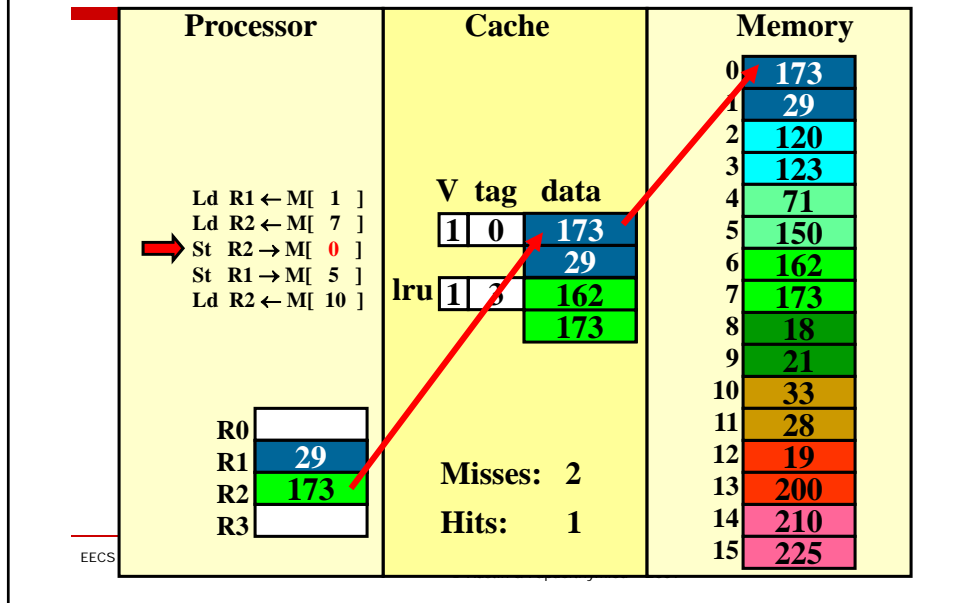 Processor
Cache
Memory
Ld R1 ← M[ 1 ]
Ld R2 ← M[ 7 ]
St R2 → M[ 0 ]
St R1 → M[ 5 ]
Ld R2 ← M[ 10 ]
R0
R1 29
R2 173
R3
V tag data
1 0 173
29
lru 1 3 162
173
Misses: 2
Hits: 1
0 173
1 29
2 120
3 123
4 71
5 150
6 162
7 173
8 18
9 21
10 33
11 28
12 19
13 200
14 210
15 225
EECS